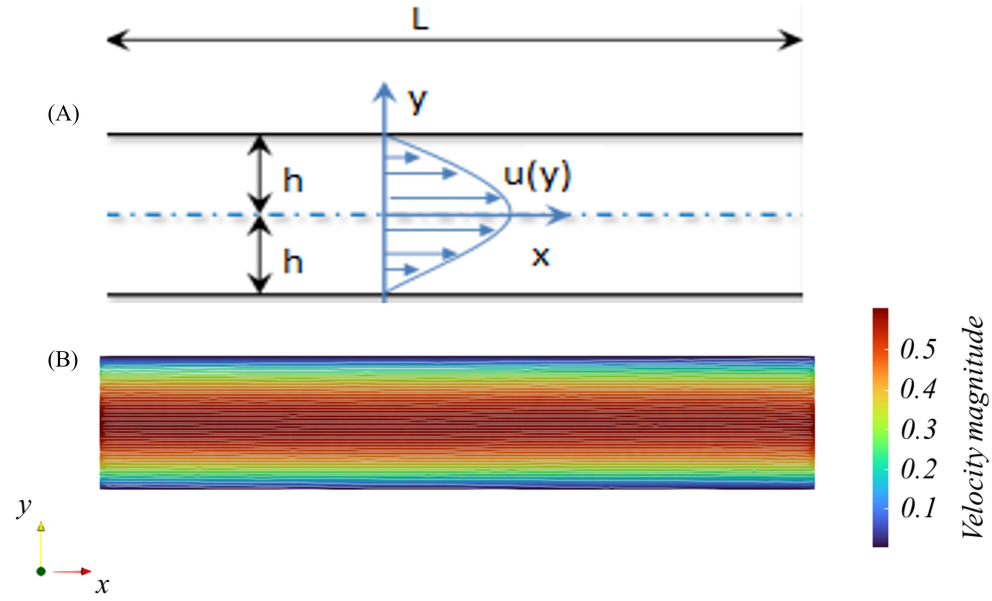 L
(A)
y
h
u(y)
x
h
(B)
0.5
0.4
0.3
0.2
0.1
Velocity magnitude
y
x